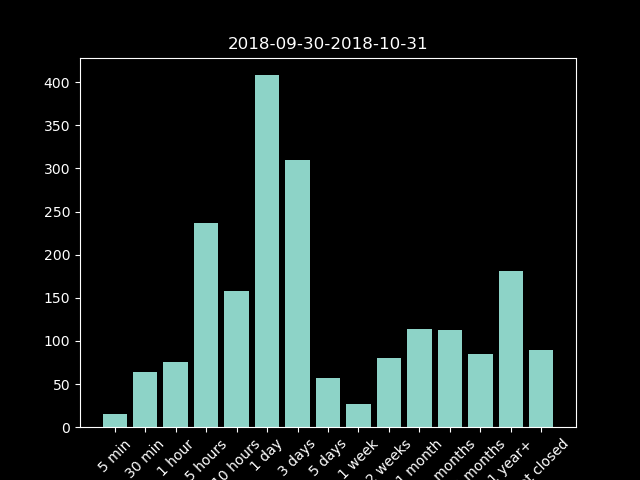 2018-09-30-2018-10-31
400
350
300
250
200
150
100
50
0
5 min
30 min
1 hour
5 hours
10 hours
1 day
3 days
5 days
1 week
2 weeks
1 month
months
months
1 year+
closed